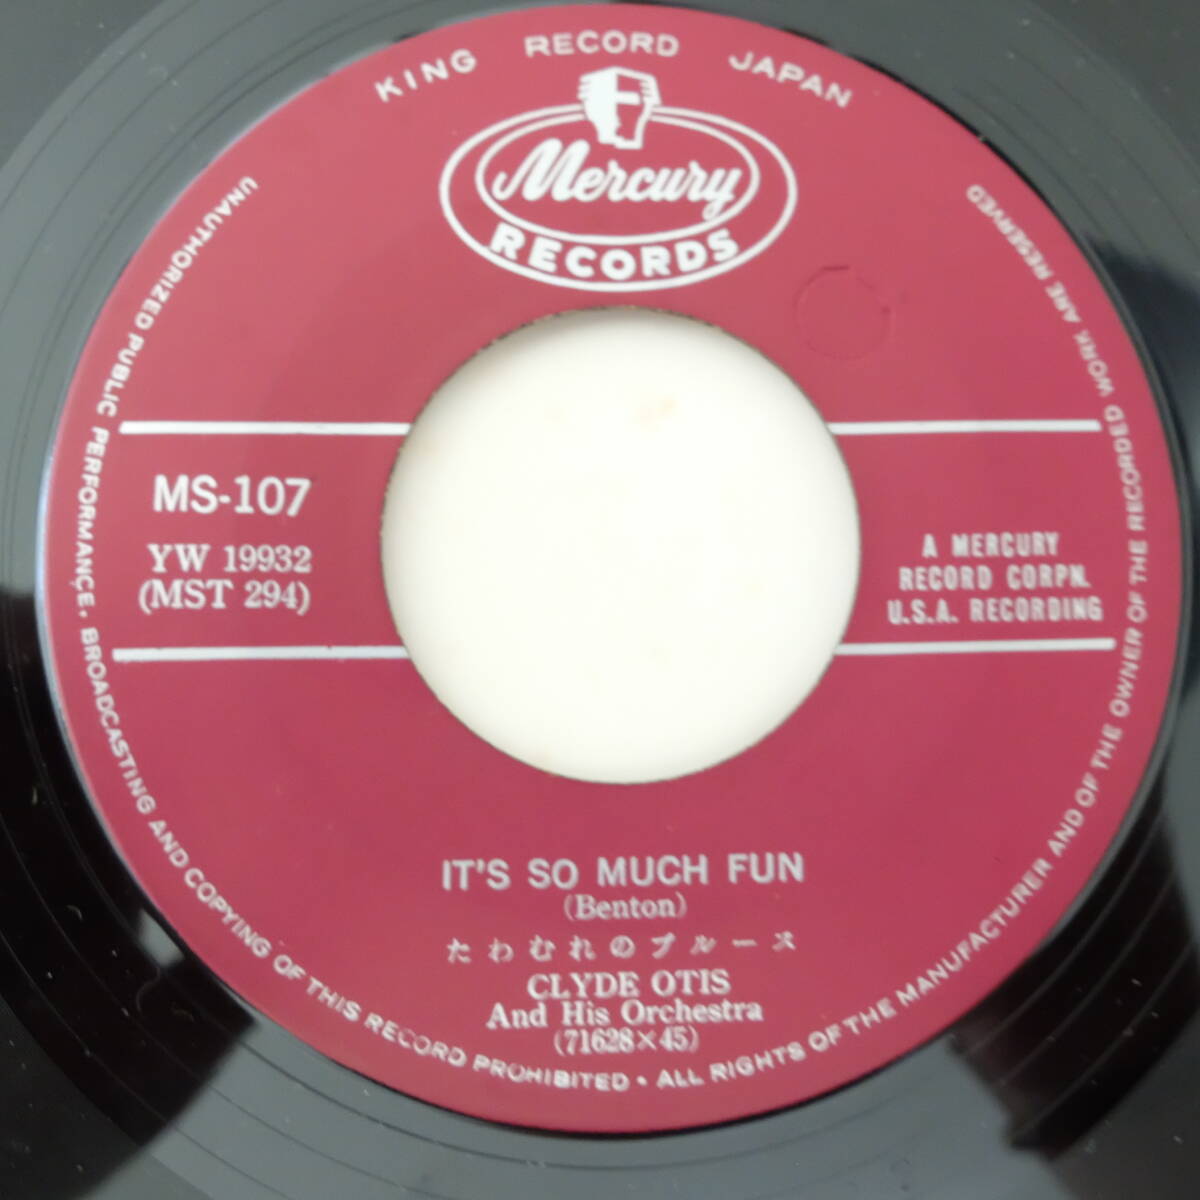 KING RECORD JAPAN
Mercury
RECORDS
MS-107
YW 19932
(MST 294)
A MERCURY
RECORD CORPN.
U.S.A. RECORDING
IT'S SO MUCH FUN
(Benton)
たわむれのブルース
CLYDE OTIS
And His Orchestra
(71628×45)
UNAUTHORIZED PUBLIC PERFORMANCE, BROADCASTING AND COPYING OF THIS RECORD PROHIBITED • ALL RIGHTS OF THE MANUFACTURER AND OF THE OWNER OF THE RECORDED WORK ARE RESERVED